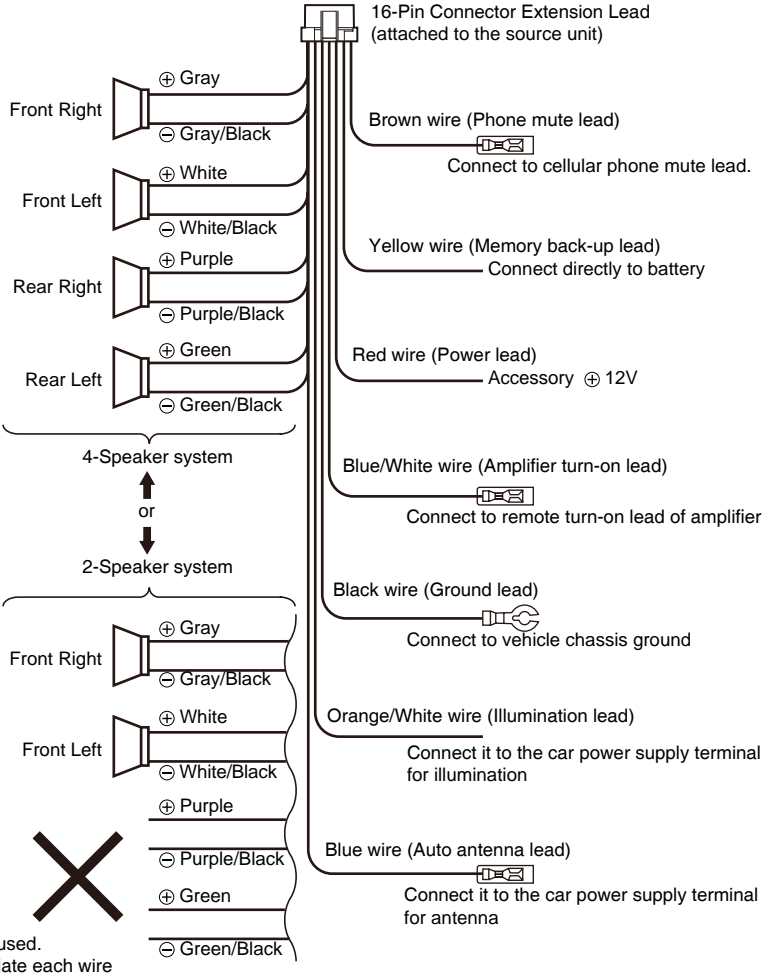 16-Pin Connector Extension Lead
(attached to the source unit)
⊕ Gray
Front Right
⊖ Gray/Black
⊕ White
Front Left
⊖ White/Black
⊕ Purple
Rear Right
⊖ Purple/Black
⊕ Green
Rear Left
⊖ Green/Black
4-Speaker system
or
2-Speaker system
⊕ Gray
Front Right
⊖ Gray/Black
⊕ White
Front Left
⊖ White/Black
⊕ Purple
⊖ Purple/Black
⊕ Green
⊖ Green/Black
used.
late each wire
Brown wire (Phone mute lead)
Connect to cellular phone mute lead.
Yellow wire (Memory back-up lead)
Connect directly to battery
Red wire (Power lead)
Accessory ⊕ 12V
Blue/White wire (Amplifier turn-on lead)
Connect to remote turn-on lead of amplifier
Black wire (Ground lead)
Connect to vehicle chassis ground
Orange/White wire (Illumination lead)
Connect it to the car power supply terminal
for illumination
Blue wire (Auto antenna lead)
Connect it to the car power supply terminal
for antenna